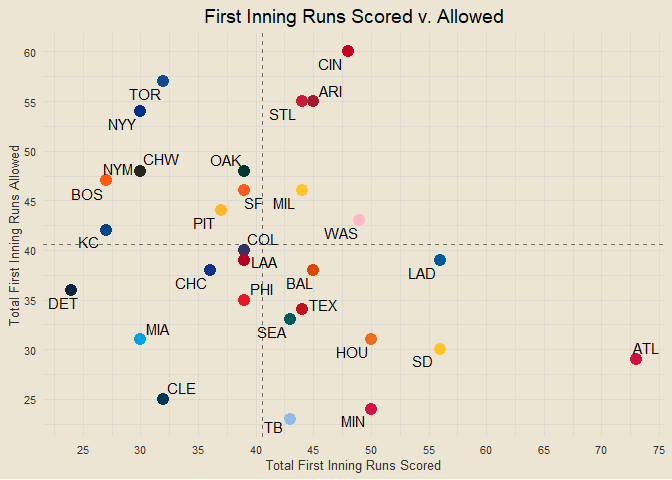 First Inning Runs Scored v. Allowed
Total First Inning Runs Allowed
60
55
50
45
40
35
30
25
CIN
TOR
ARI
STL
NYY
CHW
OAK
NYM
BOS
SF
MIL
PIT
WAS
KC
COL
LAA
LAD
CHC
BAL
PHI
DET
TEX
MIA
SEA
HOU
SD
ATL
CLE
TB
MIN
25
30
35
40
45
50
55
60
65
70
75
Total First Inning Runs Scored